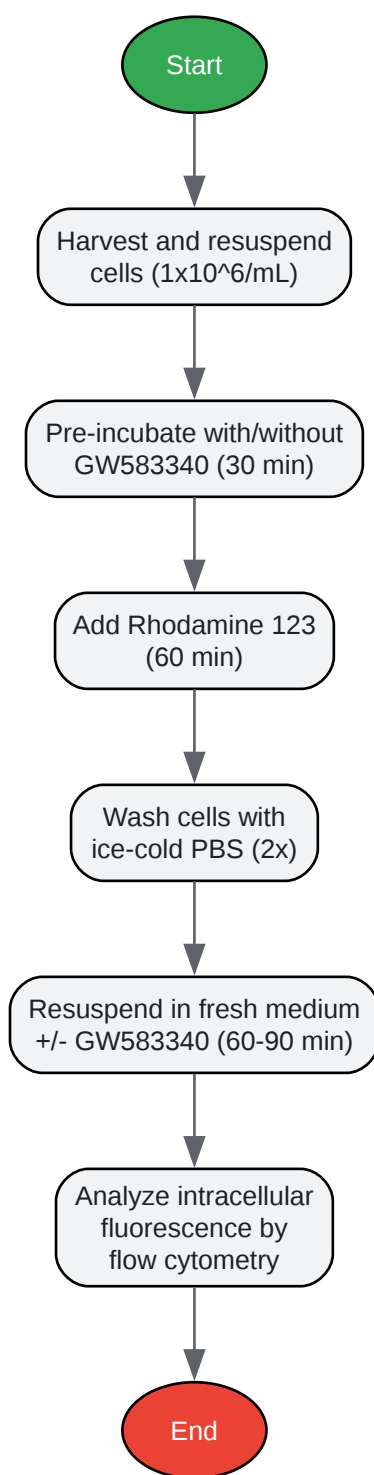 Start
Harvest and resuspend
cells (1x10^6/mL)
Pre-incubate with/without
GW583340 (30 min)
Add Rhodamine 123
(60 min)
Wash cells with
ice-cold PBS (2x)
Resuspend in fresh medium
+/- GW583340 (60-90 min)
Analyze intracellular
fluorescence by
flow cytometry
End